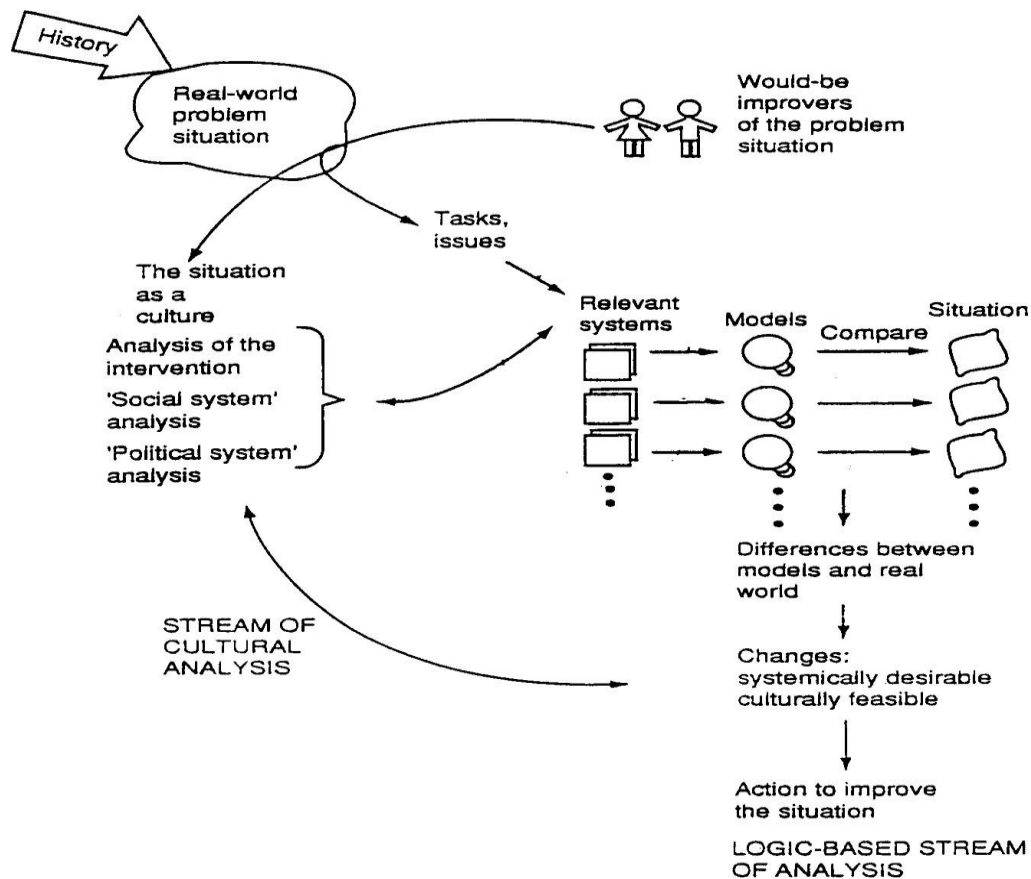 History
Real-world
problem
situation
Would-be
improvers
of the problem
situation
Tasks,
issues
The situation
as a
culture
Analysis of the
intervention
'Social system'
analysis
'Political system'
analysis
Relevant
systems
Models
Compare
Situation
Differences between
models and real
world
STREAM OF
CULTURAL
ANALYSIS
Changes:
systemically desirable
culturally feasible
Action to improve
the situation
LOGIC-BASED STREAM
OF ANALYSIS